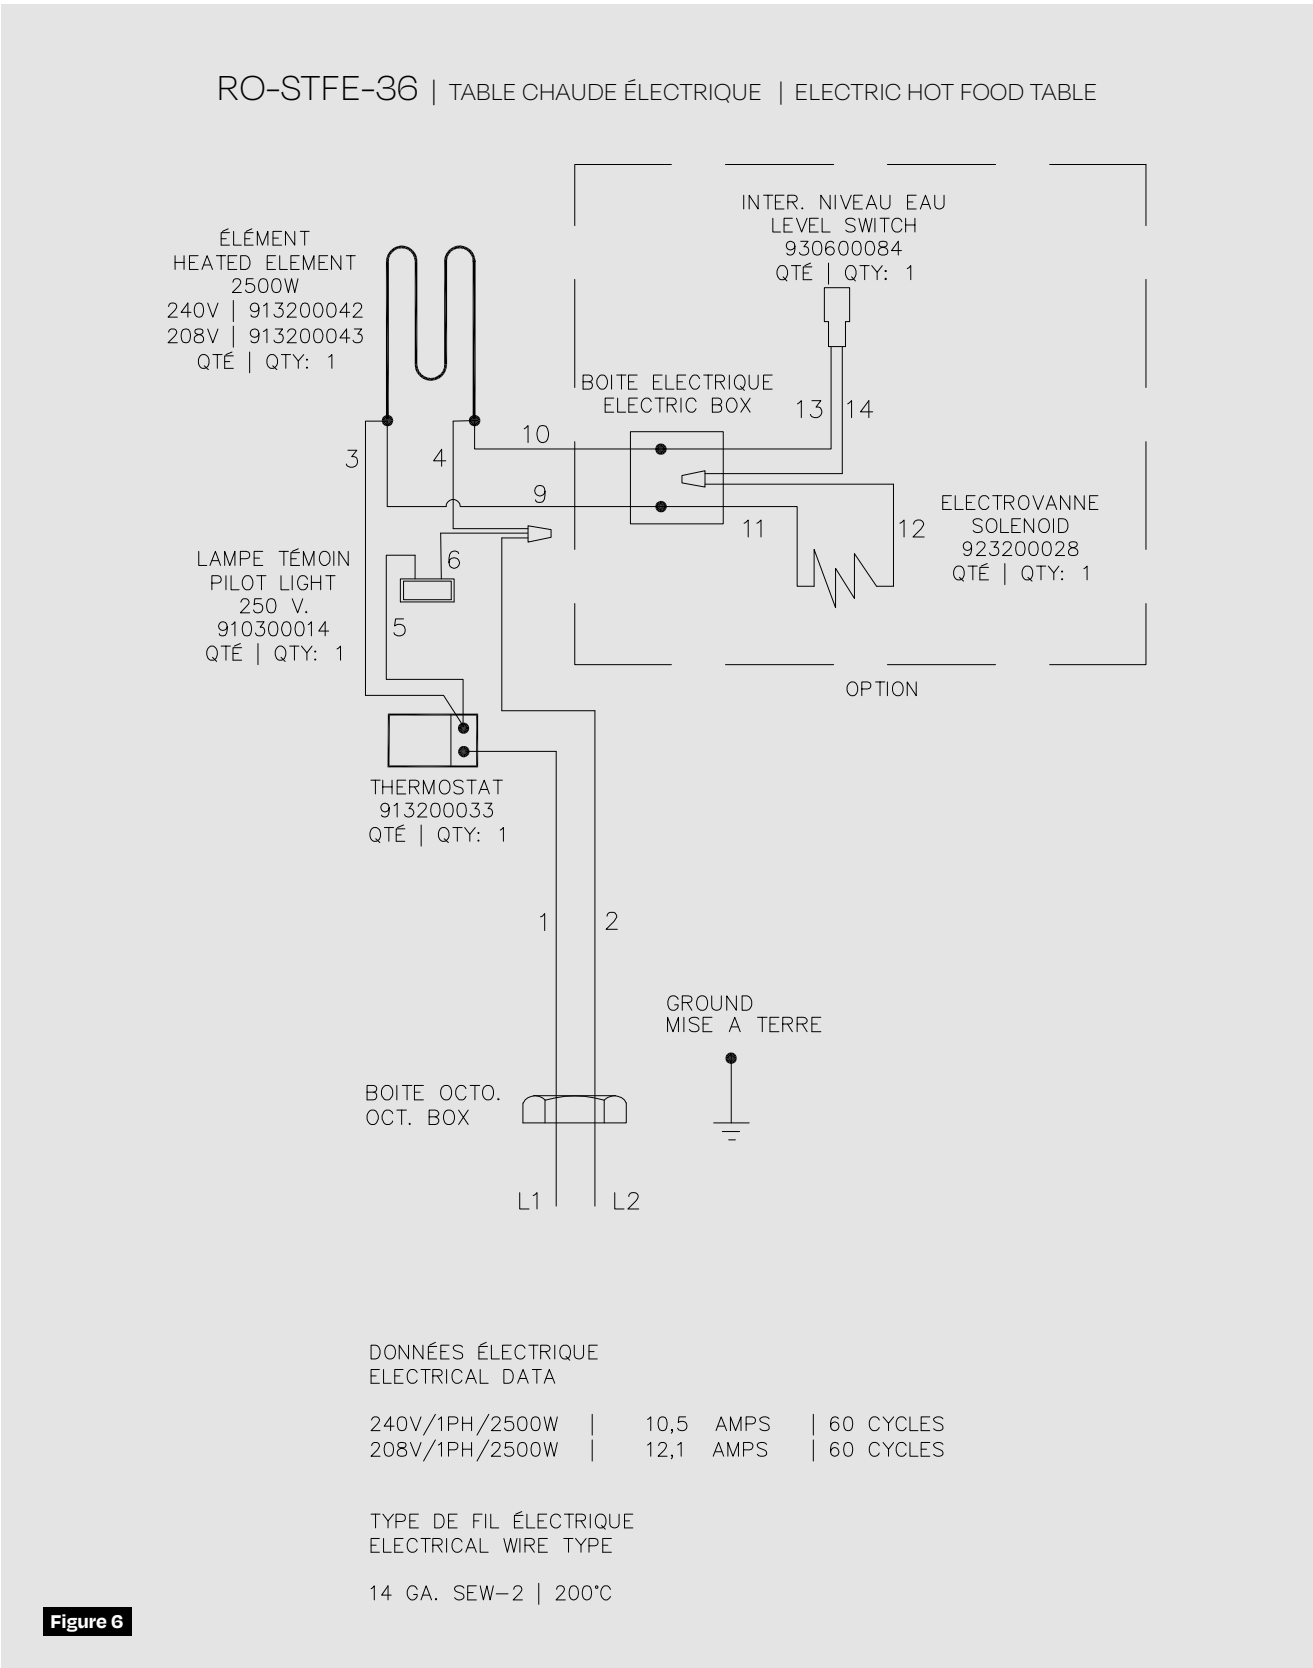 RO-STFE-36 | TABLE CHAUDE ÉLECTRIQUE | ELECTRIC HOT FOOD TABLE
INTER. NIVEAU EAU
LEVEL SWITCH
930600084
QTÉ | QTY: 1
ÉLÉMENT
HEATED ELEMENT
2500W
240V | 913200042
208V | 913200043
QTÉ | QTY: 1
BOITE ELECTRIQUE
ELECTRIC BOX
13 14
10
3 4
9
ELECTROVANNE
SOLENOID
923200028
QTÉ | QTY: 1
11 12
LAMPE TÉMOIN
PILOT LIGHT
250 V.
910300014
QTÉ | QTY: 1
6
5
OPTION
THERMOSTAT
913200033
QTÉ | QTY: 1
1 2
GROUND
MISE A TERRE
BOITE OCTO.
OCT. BOX
L1 L2
DONNÉES ÉLECTRIQUE
ELECTRICAL DATA
240V/1PH/2500W | 10,5 AMPS | 60 CYCLES
208V/1PH/2500W | 12,1 AMPS | 60 CYCLES
TYPE DE FIL ÉLECTRIQUE
ELECTRICAL WIRE TYPE
14 GA. SEW-2 | 200°C
Figure 6